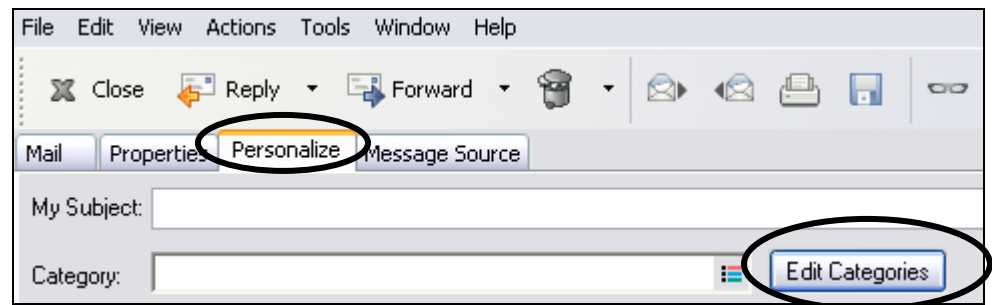 File Edit View Actions Tools Window Help
Close Reply Forward
Mail Properties Personalize Message Source
My Subject:
Category: Edit Categories